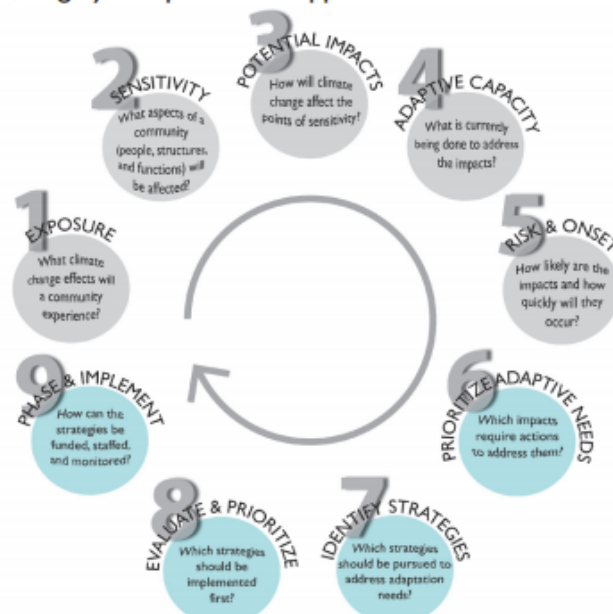 1
EXPOSURE
What climate
change effects will
a community
experience?
2
SENSITIVITY
What aspects of a
community
(people, structures,
and functions) will
be affected?
3
POTENTIAL IMPACTS
How will climate
change affect the
points of sensitivity?
4
ADAPTIVE CAPACITY
What is currently
being done to address
the impacts?
5
RISK & ONSET
How likely are the
impacts and how
quickly will they
occur?
6
PRIORITIZE ADAPTIVE NEEDS
Which impacts
require actions
to address them?
7
IDENTIFY STRATEGIES
Which strategies
should be pursued to
address adaptation
needs?
8
EVALUATE & PRIORITIZE
Which strategies
should be
implemented
first?
9
PHASE & IMPLEMENT
How can the
strategies be
funded, staffed,
and monitored?